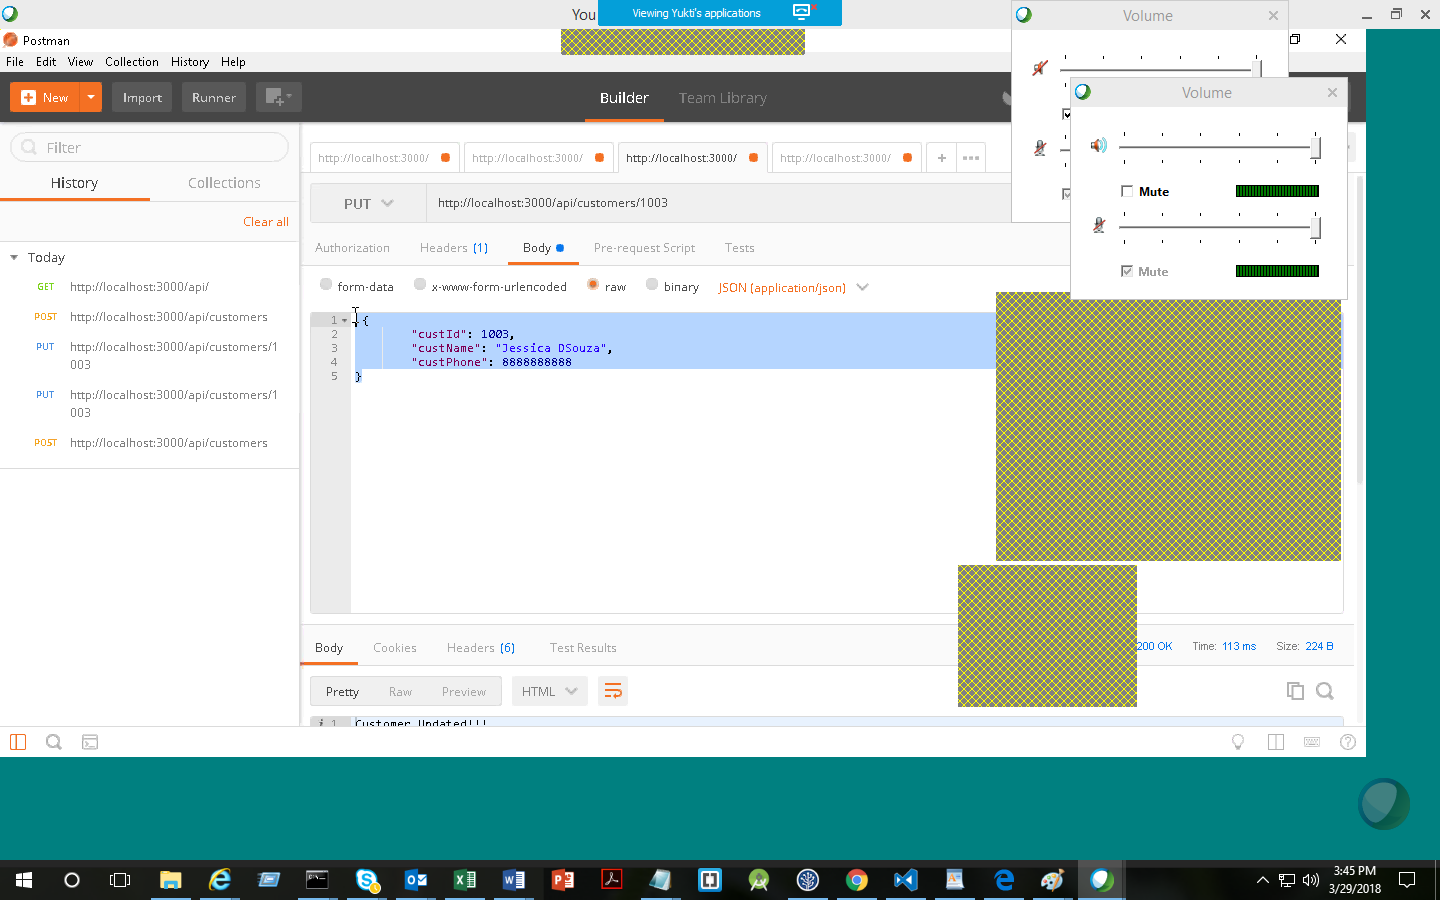 You
Viewing Yukti's applications
Volume
Postman
File Edit View Collection History Help
New Import Runner
Builder Team Library
Volume
Filter
http://localhost:3000/ http://localhost:3000/ http://localhost:3000/ http://localhost:3000/
History Collections
PUT http://localhost:3000/api/customers/1003
Mute
Clear all
Authorization Headers (1) Body Pre-request Script Tests
Today
Mute
GET http://localhost:3000/api/
form-data x-www-form-urlencoded raw binary JSON (application/json)
POST http://localhost:3000/api/customers
PUT http://localhost:3000/api/customers/1
003
PUT http://localhost:3000/api/customers/1
003
POST http://localhost:3000/api/customers
1 {
2 "custId": 1003,
3 "custName": "Jessica DSouza",
4 "custPhone": 8888888888
5 }
Body Cookies Headers (6) Test Results
200 OK Time: 113 ms Size: 224 B
Pretty Raw Preview HTML
i 1 Customer Updated!!!
3:45 PM
3/29/2018